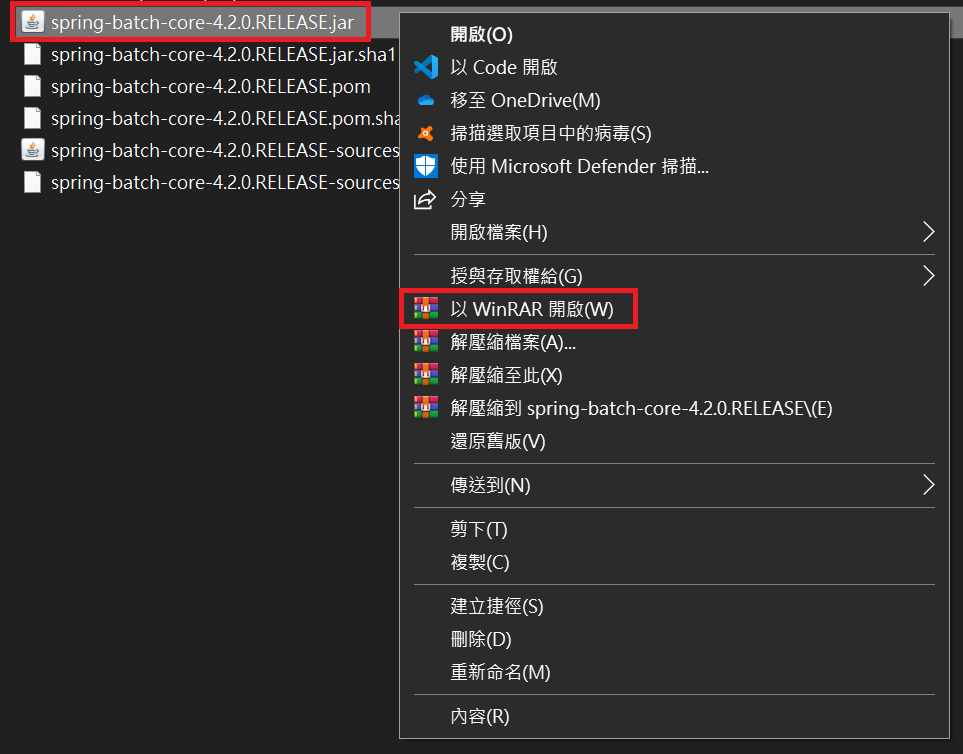 spring-batch-core-4.2.0.RELEASE.jar
spring-batch-core-4.2.0.RELEASE.jar.sha1
spring-batch-core-4.2.0.RELEASE.pom
spring-batch-core-4.2.0.RELEASE.pom.sha
spring-batch-core-4.2.0.RELEASE-sources
spring-batch-core-4.2.0.RELEASE-sources
開啟(O)
以 Code 開啟
移至 OneDrive(M)
掃描選取項目中的病毒(S)
使用 Microsoft Defender 掃描...
分享
開啟檔案(H)
授與存取權給(G)
以 WinRAR 開啟(W)
解壓縮檔案(A)...
解壓縮至此(X)
解壓縮到 spring-batch-core-4.2.0.RELEASE\(E)
還原舊版(V)
傳送到(N)
剪下(T)
複製(C)
建立捷徑(S)
刪除(D)
重新命名(M)
內容(R)